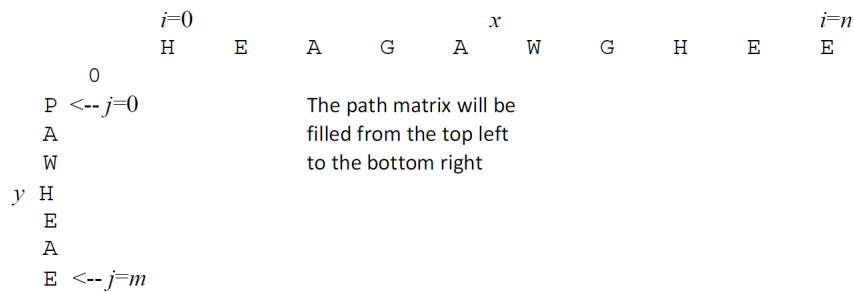 i=0 x i=n
H E A G A W G H E E
0
P <-- j=0 The path matrix will be
A filled from the top left
W to the bottom right
y H
E
A
E <-- j=m